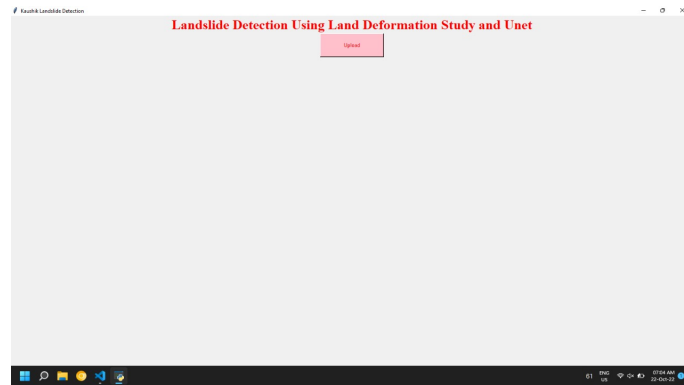 Kaushik Landslide Detection
Landslide Detection Using Land Deformation Study and Unet
Upload
61
ENG
US
07:04 AM
22-Oct-22